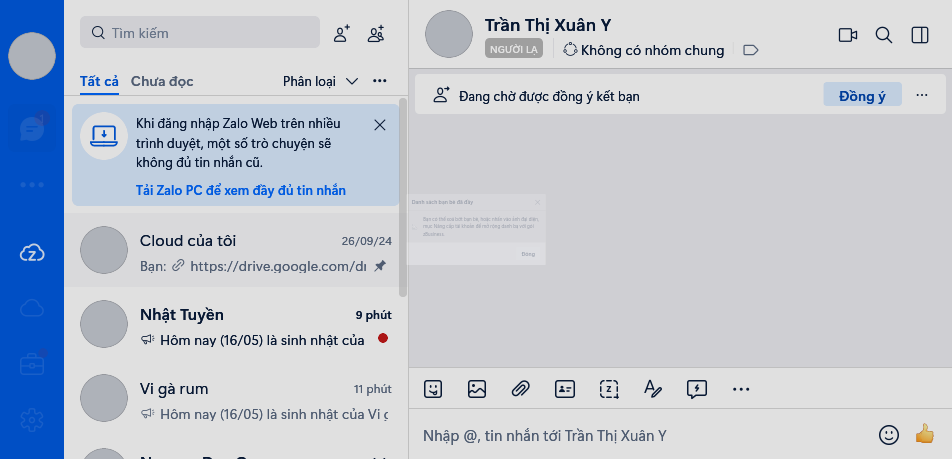 Tìm kiếm
Tất cả
Chưa đọc
Phân loại
Khi đăng nhập Zalo Web trên nhiều
trình duyệt, một số trò chuyện sẽ
không đủ tin nhắn cũ.
Tải Zalo PC để xem đầy đủ tin nhắn
Cloud của tôi
26/09/24
Bạn: https://drive.google.com/dr
Nhật Tuyền
9 phút
Hôm nay (16/05) là sinh nhật của
Vi gà rum
11 phút
Hôm nay (16/05) là sinh nhật của Vi g
Trần Thị Xuân Y
NGƯỜI LẠ
Không có nhóm chung
Đang chờ được đồng ý kết bạn
Đồng ý
Danh sách bạn bè đã đầy
Đóng
Nhập @, tin nhắn tới Trần Thị Xuân Y